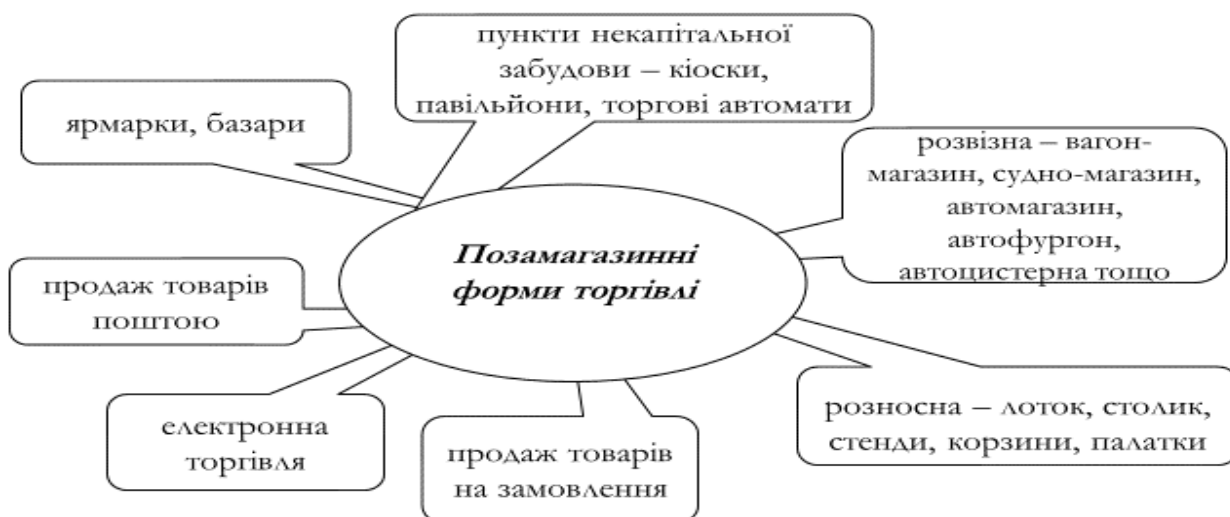 пункти некапітальної
забудови – кіоски,
павільйони, торгові автомати
ярмарки, базари
розвізна – вагон-
магазин, судно-магазин,
автомагазин,
автофургон,
автоцистерна тощо
Позамагазинні
форми торгівлі
продаж товарів
поштою
розносна – лоток, столик,
стенди, корзини, палатки
електронна
торгівля
продаж товарів
на замовлення